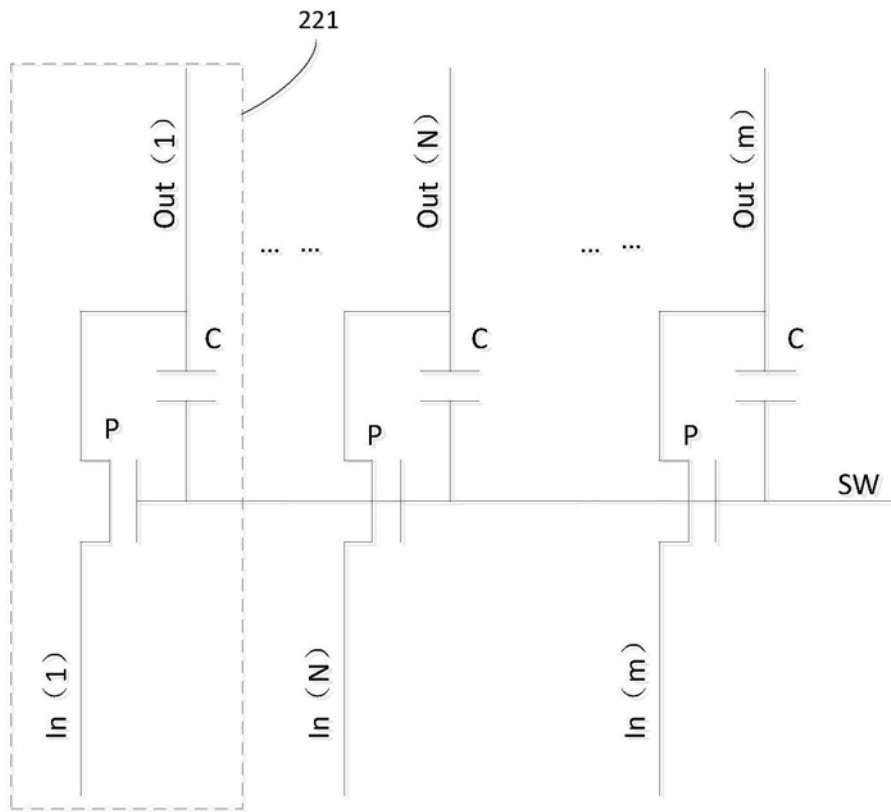 221
Out（1）
Out（N）
Out（m）
... ...
... ...
C
C
C
P
P
P
SW
In（1）
In（N）
In（m）